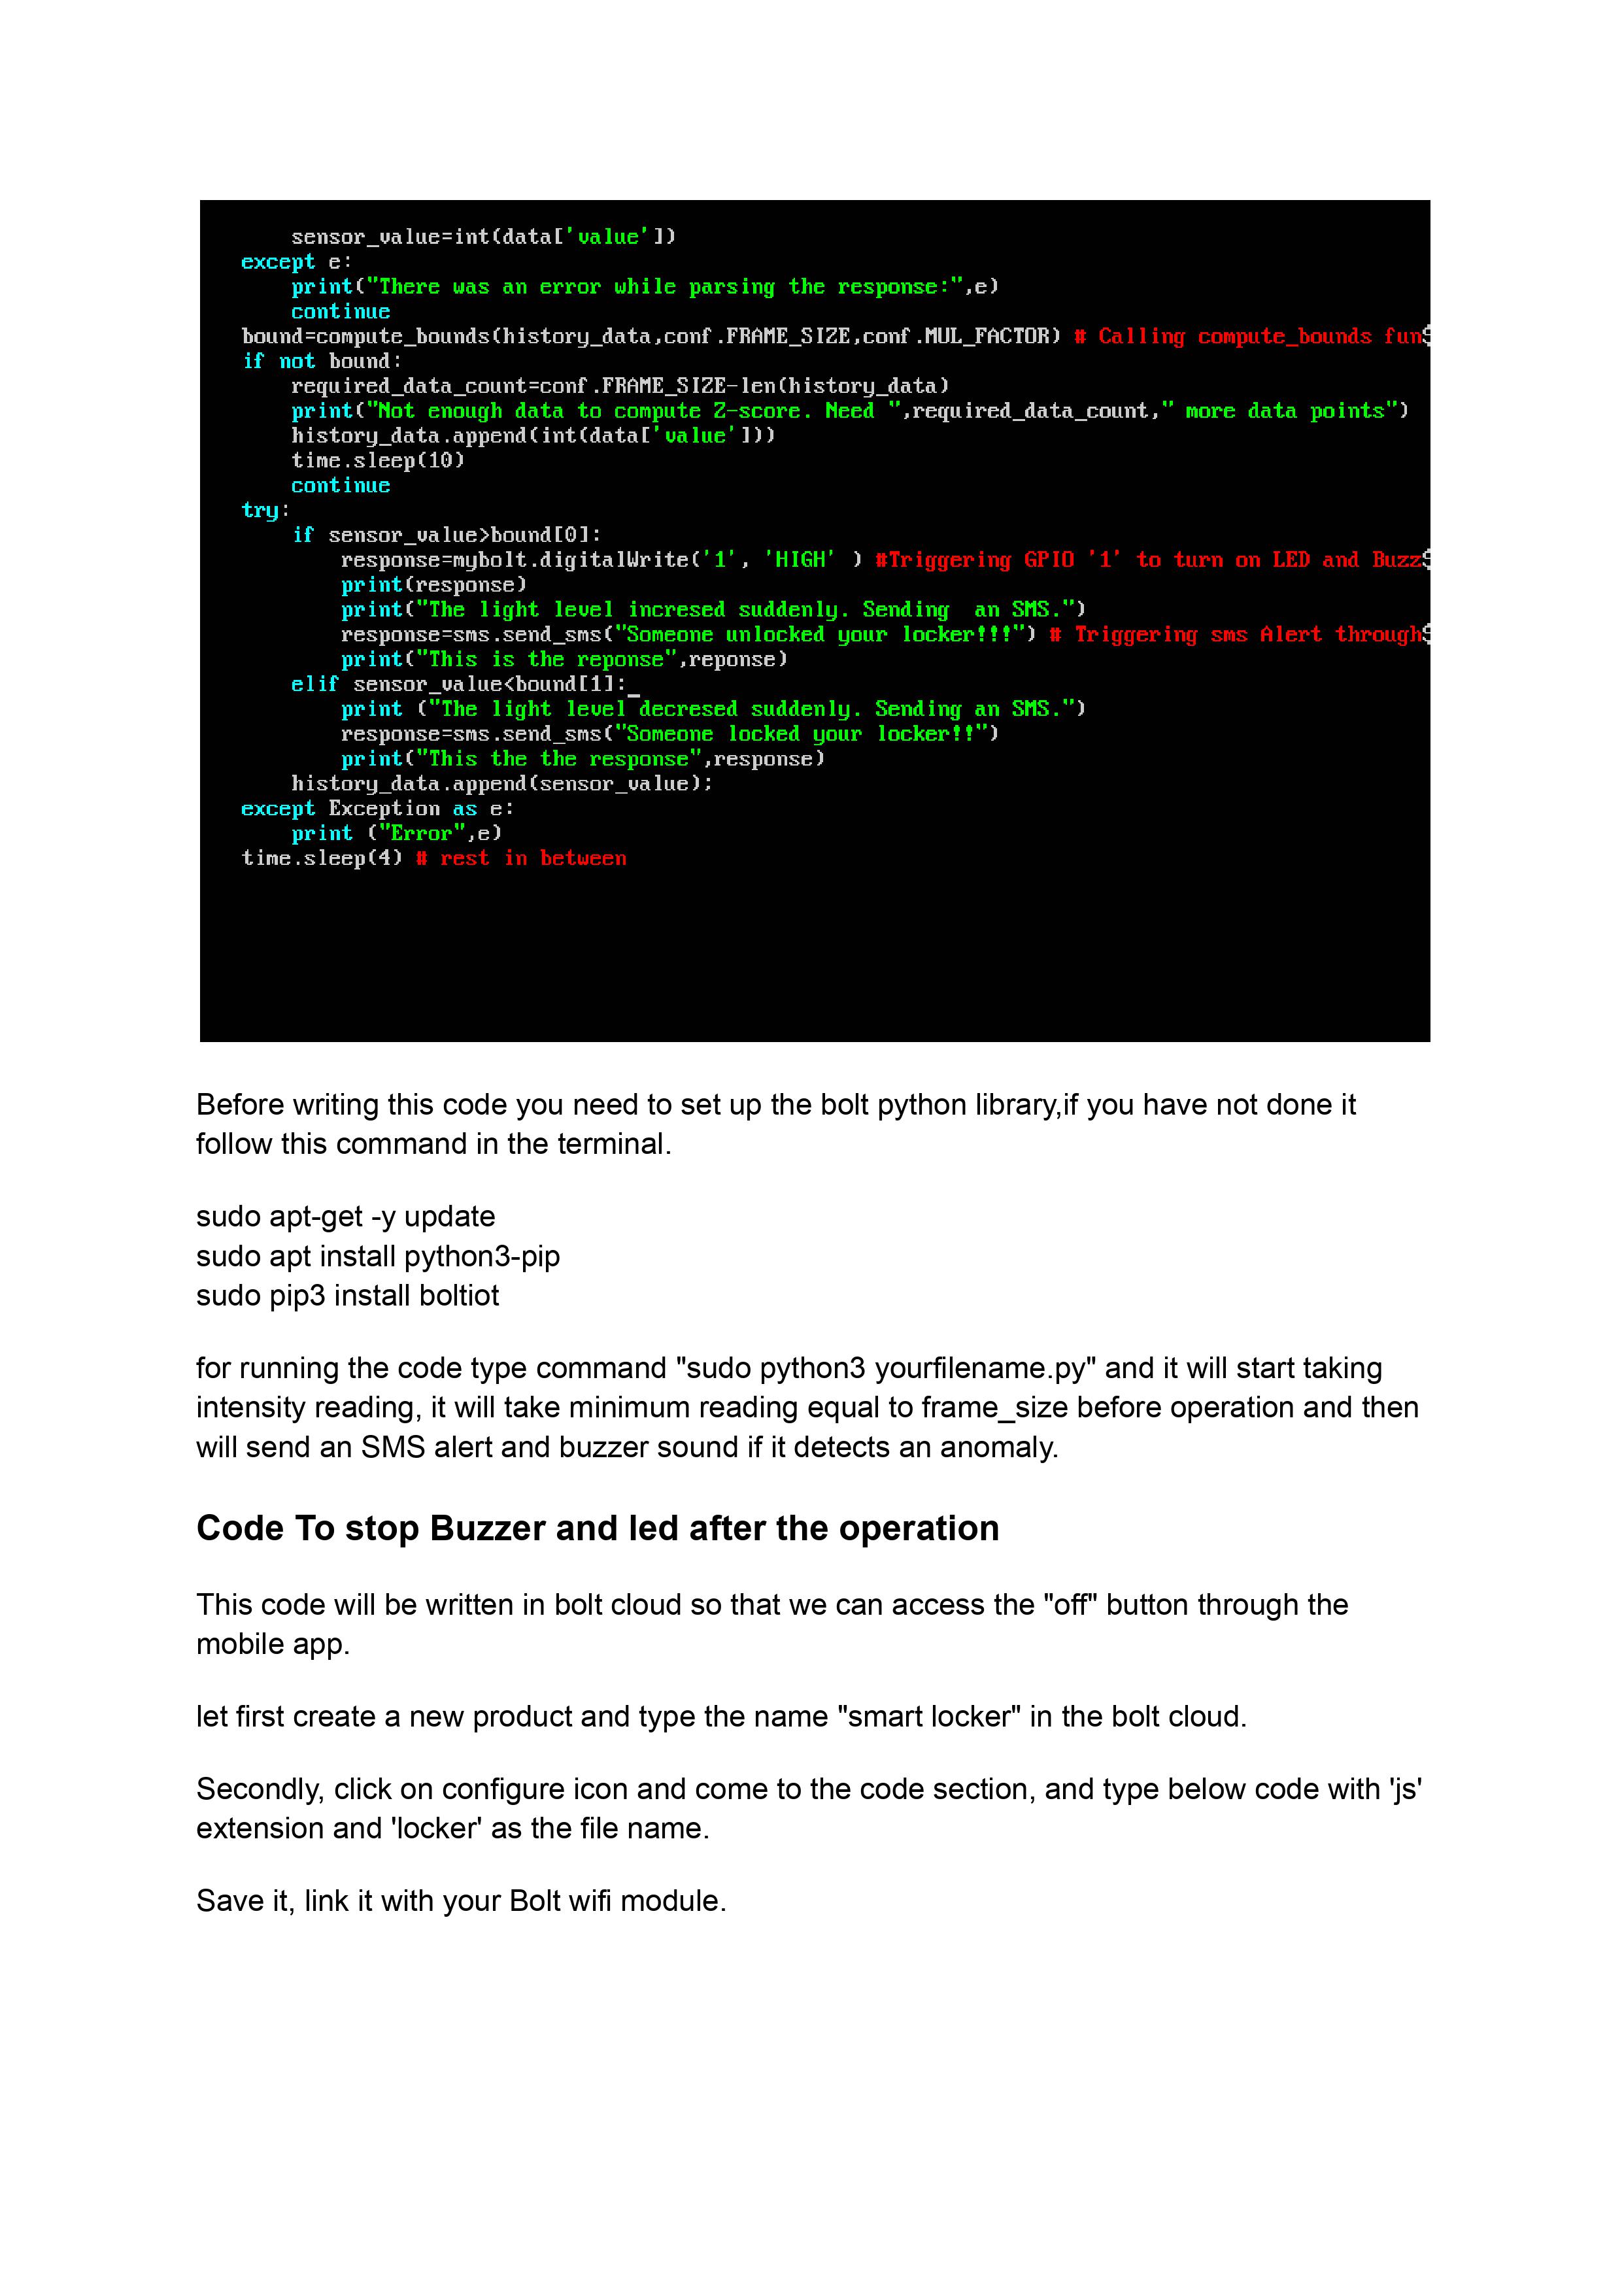 sensor_value=int(data['value'])
except e:
    print("There was an error while parsing the response:",e)
    continue
bound=compute_bounds(history_data,conf.FRAME_SIZE,conf.MUL_FACTOR) # Calling compute_bounds fun$
if not bound:
    required_data_count=conf.FRAME_SIZE-len(history_data)
    print("Not enough data to compute Z-score. Need ",required_data_count," more data points")
    history_data.append(int(data['value']))
    time.sleep(10)
    continue
try:
    if sensor_value>bound[0]:
        response=mybolt.digitalWrite('1', 'HIGH' ) #Triggering GPIO '1' to turn on LED and Buzz$
        print(response)
        print("The light level incresed suddenly. Sending  an SMS.")
        response=sms.send_sms("Someone unlocked your locker!!!") # Triggering sms Alert through$
        print("This is the reponse",reponse)
    elif sensor_value<bound[1]:
        print ("The light level decresed suddenly. Sending an SMS.")
        response=sms.send_sms("Someone locked your locker!!")
        print("This the the response",response)
    history_data.append(sensor_value);
except Exception as e:
    print ("Error",e)
time.sleep(4) # rest in between
Before writing this code you need to set up the bolt python library,if you have not done it
follow this command in the terminal.
sudo apt-get -y update
sudo apt install python3-pip
sudo pip3 install boltiot
for running the code type command "sudo python3 yourfilename.py" and it will start taking
intensity reading, it will take minimum reading equal to frame_size before operation and then
will send an SMS alert and buzzer sound if it detects an anomaly.
Code To stop Buzzer and led after the operation
This code will be written in bolt cloud so that we can access the "off" button through the
mobile app.
let first create a new product and type the name "smart locker" in the bolt cloud.
Secondly, click on configure icon and come to the code section, and type below code with 'js'
extension and 'locker' as the file name.
Save it, link it with your Bolt wifi module.